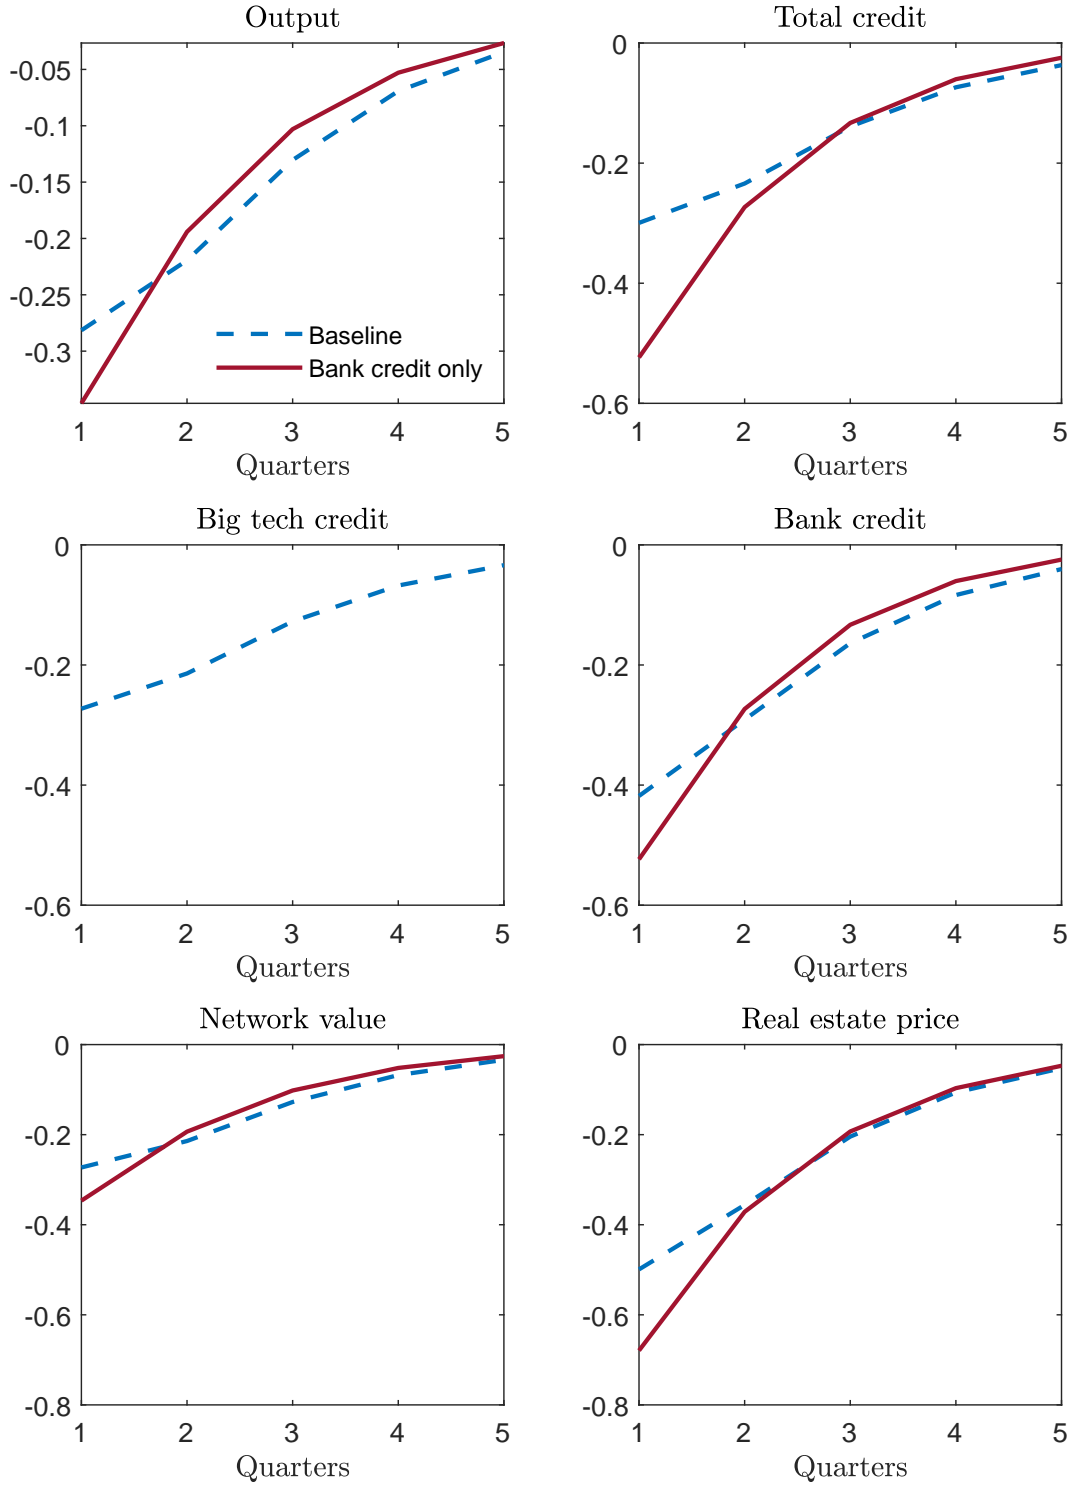 Output
-0.05
-0.1
-0.15
-0.2
-0.25
-0.3
Baseline
Bank credit only
1 2 3 4 5
Quarters
Total credit
0
-0.2
-0.4
-0.6
1 2 3 4 5
Quarters
Big tech credit
0
-0.2
-0.4
-0.6
1 2 3 4 5
Quarters
Bank credit
0
-0.2
-0.4
-0.6
1 2 3 4 5
Quarters
Network value
0
-0.2
-0.4
-0.6
-0.8
1 2 3 4 5
Quarters
Real estate price
0
-0.2
-0.4
-0.6
-0.8
1 2 3 4 5
Quarters